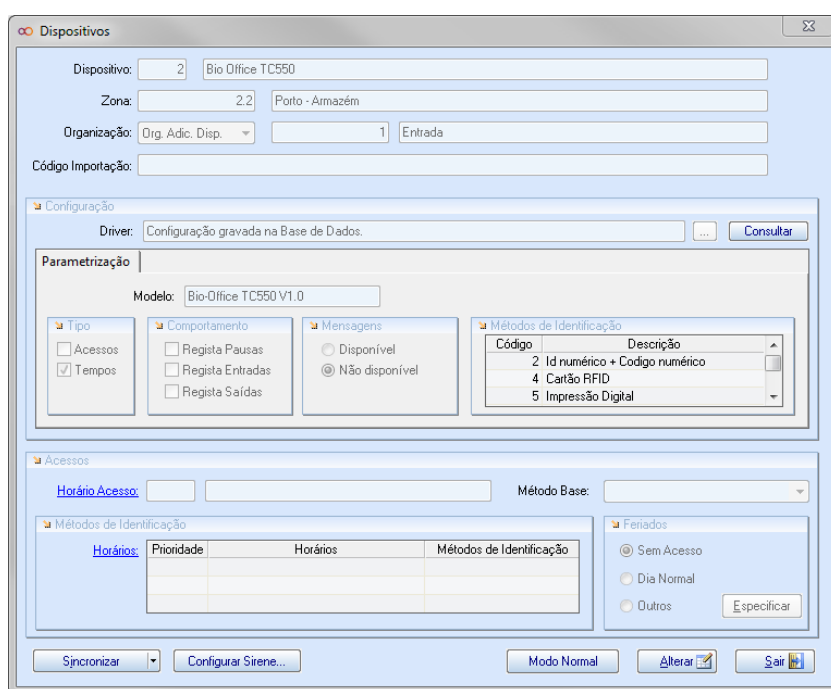 Dispositivos
Dispositivo: 2 Bio Office TC550
Zona: 2.2 Porto - Armazém
Organização: Org. Adic. Disp. 1 Entrada
Código Importação:
Configuração
Driver: Configuração gravada na Base de Dados. ... Consultar
Parametrização
Modelo: Bio-Office TC550 V1.0
Tipo Comportamento Mensagens Métodos de Identificação
Código Descrição
Acessos Regista Pausas Disponível 2 Id numérico + Codigo numérico
Tempos Regista Entradas Não disponível 4 Cartão RFID
Regista Saídas 5 Impressão Digital
Acessos
Horário Acesso: Método Base:
Métodos de Identificação Feriados
Horários: Prioridade Horários Métodos de Identificação Sem Acesso
Dia Normal
Outros Especificar
Sincronizar Configurar Sirene... Modo Normal Alterar Sair